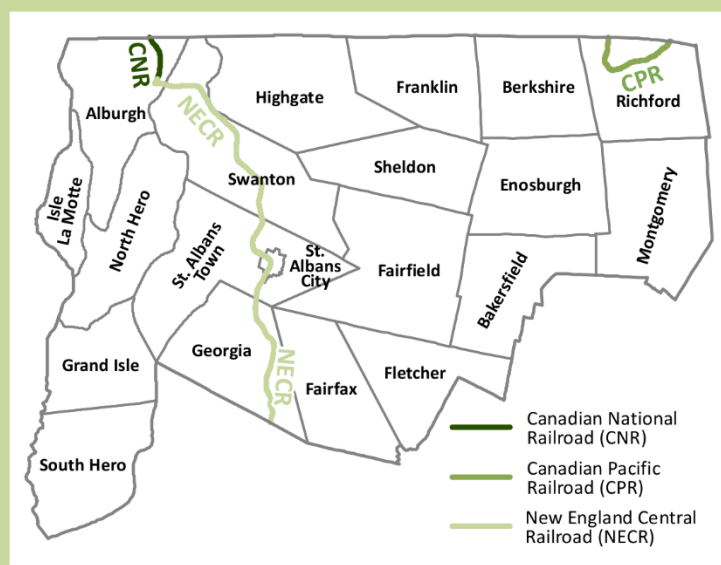 CNR
CPR
Alburgh
NECR
Highgate
Franklin
Berkshire
Richford
Isle
La Motte
North Hero
Swanton
Sheldon
Enosburgh
Montgomery
St. Albans
Town
St. Albans
City
Fairfield
Bakersfield
Grand Isle
Georgia
NECR
Fairfax
Fletcher
South Hero
Canadian National
Railroad (CNR)
Canadian Pacific
Railroad (CPR)
New England Central
Railroad (NECR)